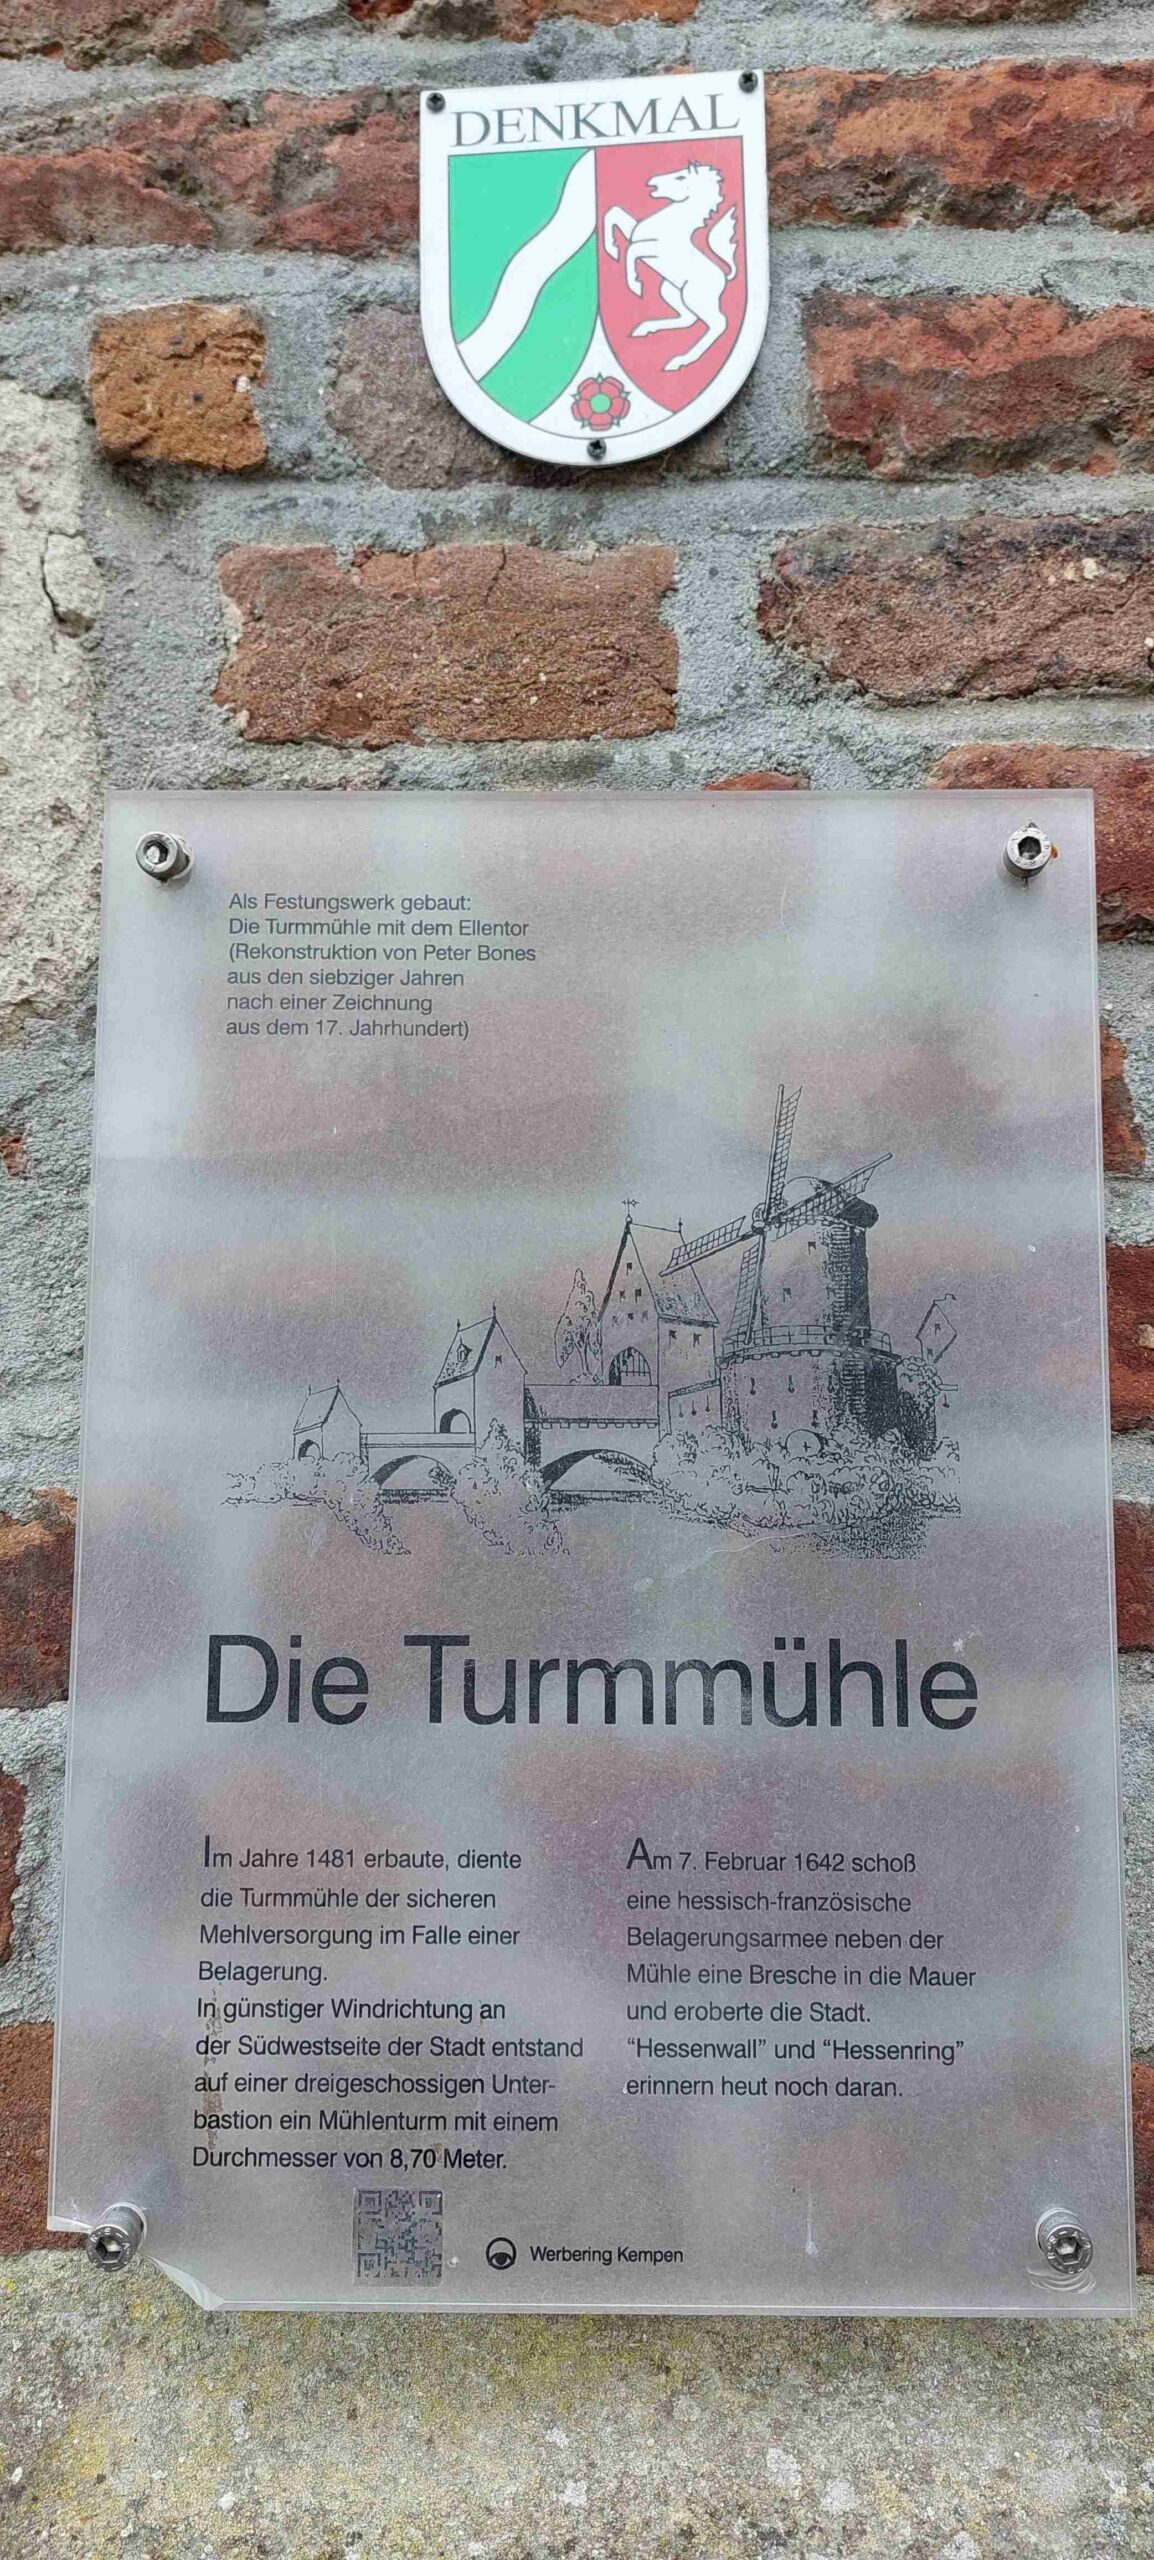 DENKMAL
Als Festungswerk gebaut:
Die Turmmühle mit dem Ellentor
(Rekonstruktion von Peter Bones
aus den siebziger Jahren
nach einer Zeichnung
aus dem 17. Jahrhundert)
Die Turmmühle
Im Jahre 1481 erbaute, diente
die Turmmühle der sicheren
Mehlversorgung im Falle einer
Belagerung.
In günstiger Windrichtung an
der Südwestseite der Stadt entstand
auf einer dreigeschossigen Unter-
bastion ein Mühlenturm mit einem
Durchmesser von 8,70 Meter.
Am 7. Februar 1642 schoß
eine hessisch-französische
Belagerungsarmee neben der
Mühle eine Bresche in die Mauer
und eroberte die Stadt.
“Hessenwall” und “Hessenring”
erinnern heut noch daran.
Werbering Kempen